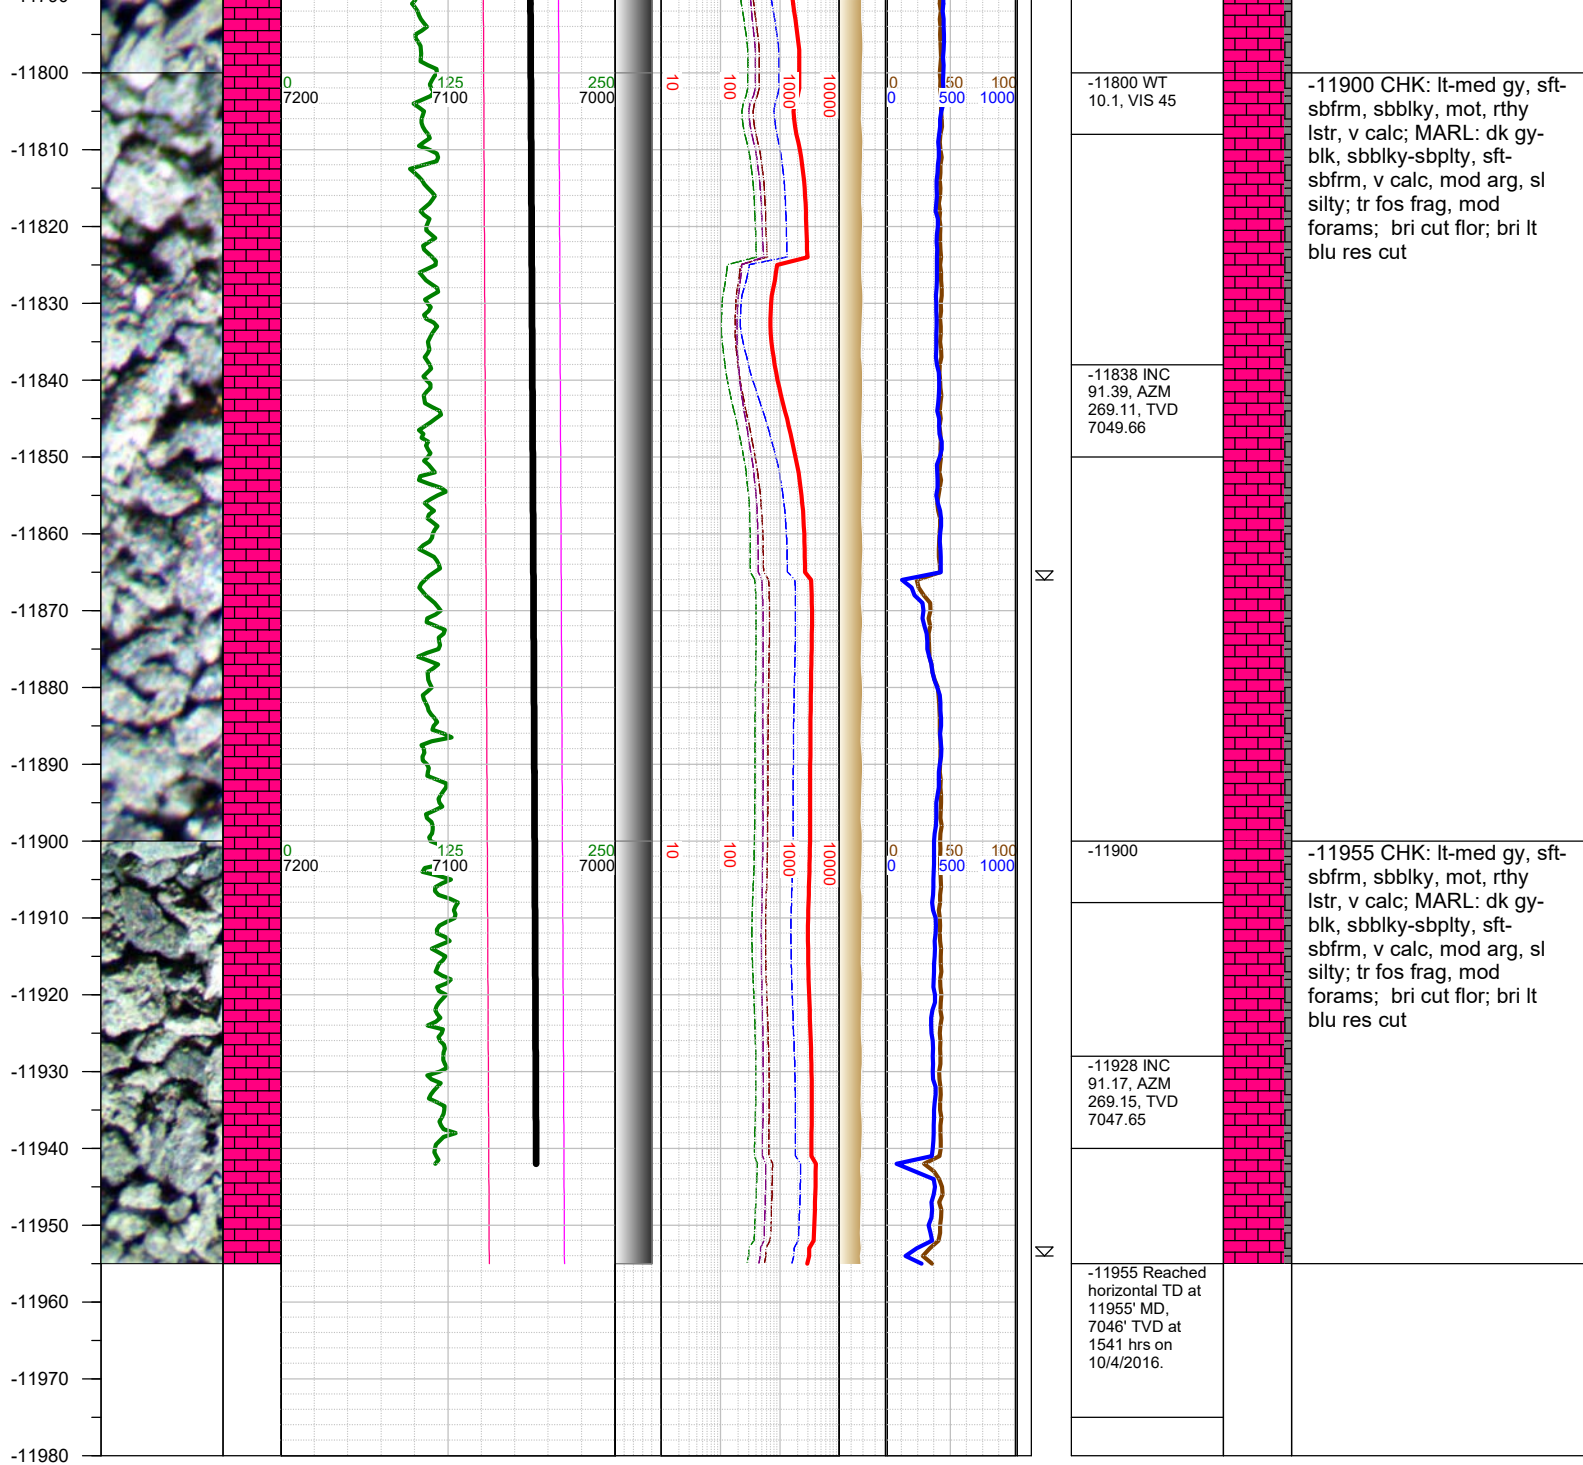 -11800
-11810
-11820
-11830
-11840
-11850
-11860
-11870
-11880
-11890
-11900
-11910
-11920
-11930
-11940
-11950
-11960
-11970
-11980
0 125 250
7200 7100 7000
10 100 1000 10000
0 50 100
0 500 1000
0 125 250
7200 7100 7000
10 100 1000 10000
0 50 100
0 500 1000
-11800 WT
10.1, VIS 45
-11838 INC
91.39, AZM
269.11, TVD
7049.66
-11900
-11928 INC
91.17, AZM
269.15, TVD
7047.65
-11955 Reached
horizontal TD at
11955' MD,
7046' TVD at
1541 hrs on
10/4/2016.
-11900 CHK: lt-med gy, sft-
sbfrm, sbblky, mot, rthy
lstr, v calc; MARL: dk gy-
blk, sbblky-sbplty, sft-
sbfrm, v calc, mod arg, sl
silty; tr fos frag, mod
forams;  bri cut flor; bri lt
blu res cut
-11955 CHK: lt-med gy, sft-
sbfrm, sbblky, mot, rthy
lstr, v calc; MARL: dk gy-
blk, sbblky-sbplty, sft-
sbfrm, v calc, mod arg, sl
silty; tr fos frag, mod
forams;  bri cut flor; bri lt
blu res cut